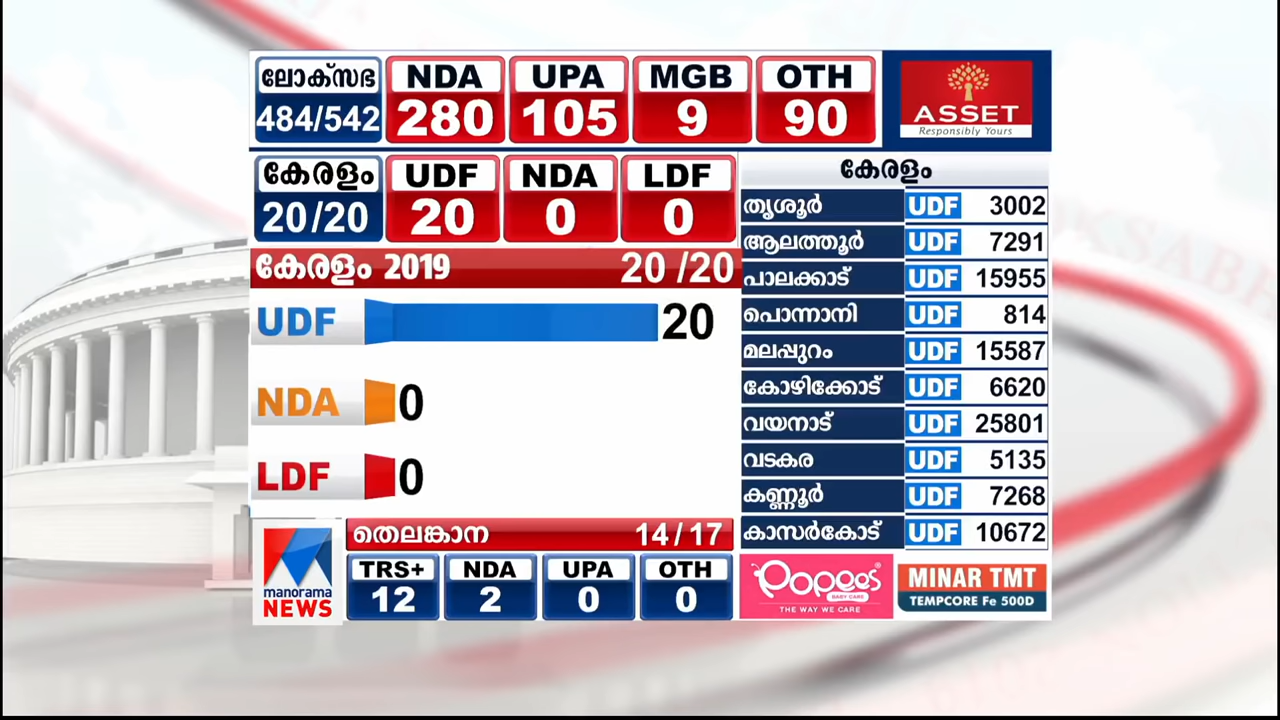 ലോക്സഭ NDA UPA MGB OTH
484/542 280 105 9 90
ASSET
Responsibly Yours
കേരളം UDF NDA LDF
20/20 20 0 0
കേരളം 2019 20 /20
UDF 20
NDA 0
LDF 0
കേരളം
തൃശൂർ UDF 3002
ആലത്തൂർ UDF 7291
പാലക്കാട് UDF 15955
പൊന്നാനി UDF 814
മലപ്പുറം UDF 15587
കോഴിക്കോട് UDF 6620
വയനാട് UDF 25801
വടകര UDF 5135
കണ്ണൂർ UDF 7268
കാസർകോട് UDF 10672
manorama
NEWS
തെലങ്കാന 14/17
TRS+ NDA UPA OTH
12 2 0 0
Popees
BABY CARE
THE WAY WE CARE
MINAR TMT
TEMPCORE Fe 500D